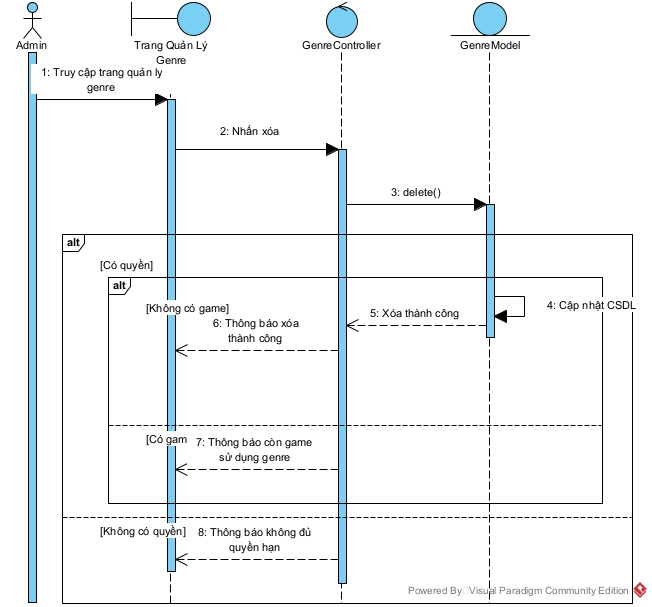 Admin
Trang Quản Lý
Genre
GenreController
GenreModel
1: Truy cập trang quản ly
genre
2: Nhấn xóa
3: delete()
alt
[Có quyền]
alt
4: Cập nhật CSDL
[Không có game]
5: Xóa thành công
6: Thông báo xóa
thành công
[Có gam
7: Thông báo còn game
sử dụng genre
[Không có quyền]
8: Thông báo không đủ
quyền hạn
Powered By Visual Paradigm Community Edition